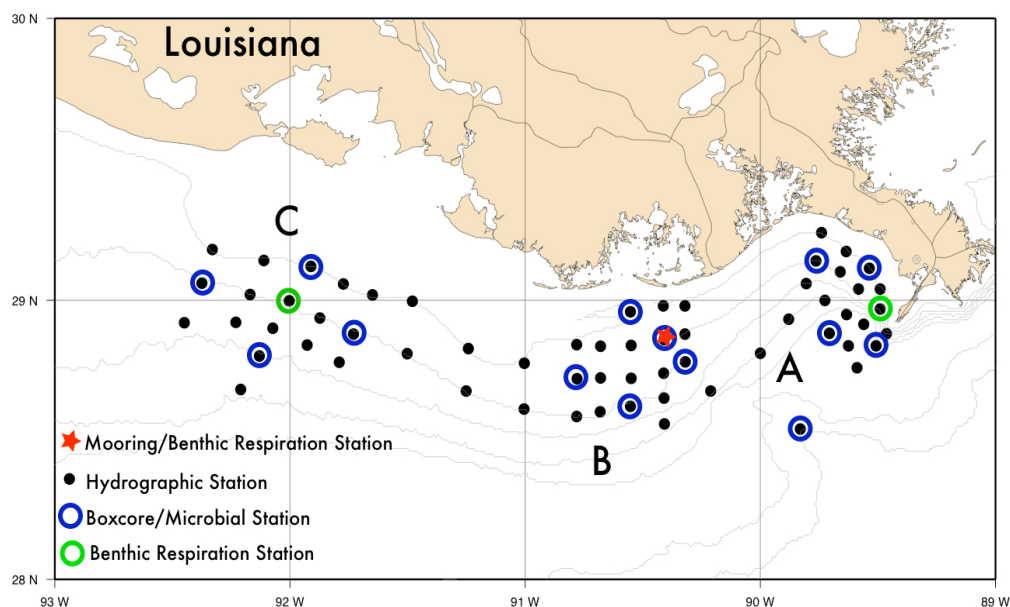 30 N
Louisiana
C
29 N
A
B
Mooring/Benthic Respiration Station
Hydrographic Station
Boxcore/Microbial Station
Benthic Respiration Station
28 N
93 W 92 W 91 W 90 W 89 W